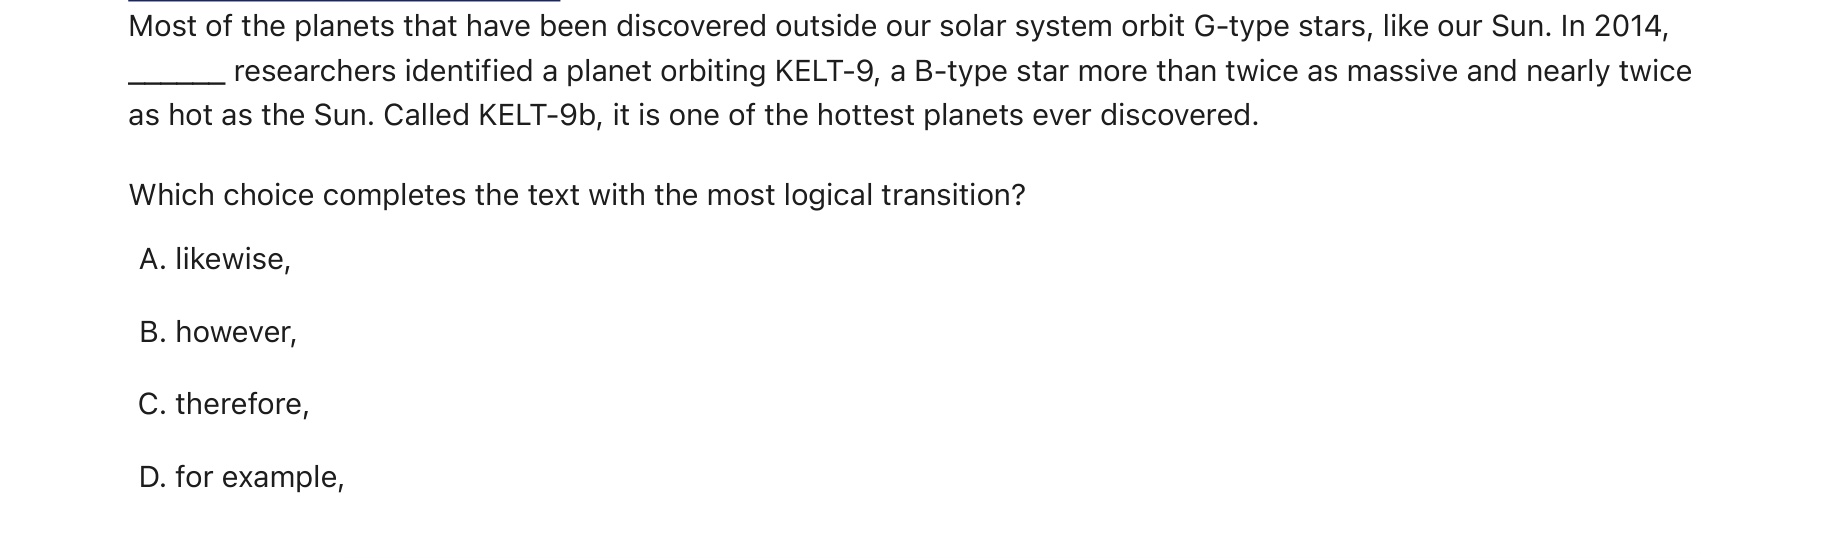 Most of the planets that have been discovered outside our solar system orbit G-type stars, like our Sun. In 2014,
______ researchers identified a planet orbiting KELT-9, a B-type star more than twice as massive and nearly twice
as hot as the Sun. Called KELT-9b, it is one of the hottest planets ever discovered.
Which choice completes the text with the most logical transition?
A. likewise,
B. however,
C. therefore,
D. for example,